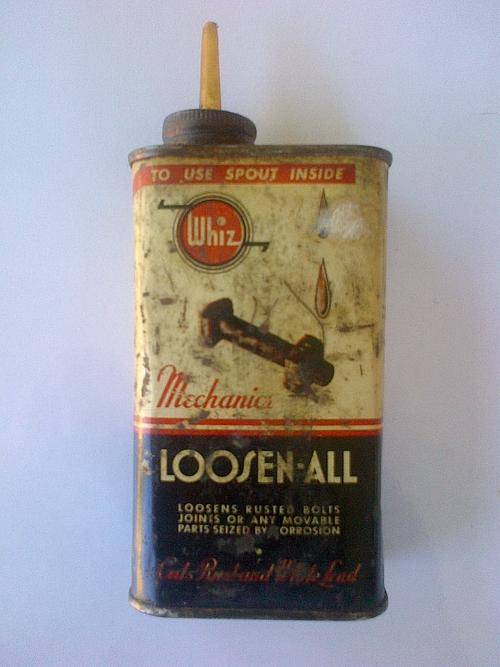 TO USE SPOUT INSIDE
Whiz
Mechanics
LOOSEN-ALL
LOOSENS RUSTED BOLTS
JOINTS OR ANY MOVABLE
PARTS SEIZED BY ORROSION
Cuts Rust and White Lead